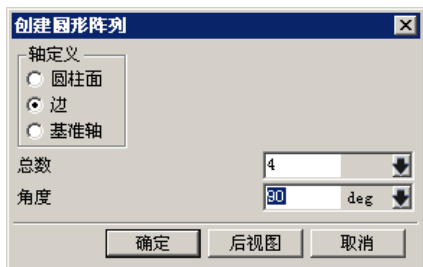 创建圆形阵列
轴定义
圆柱面
边
基准轴
总数 4
角度 90 deg
确定 后视图 取消